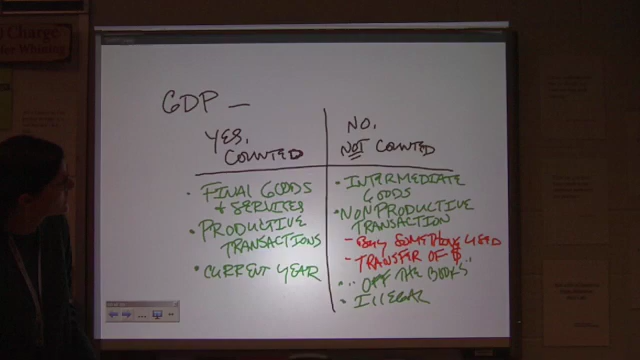 GDP —
YES,
COUNTED
• FINAL GOODS
& SERVICES
• PRODUCTIVE
TRANSACTIONS
• CURRENT YEAR
NO,
NOT COUNTED
• INTERMEDIATE
GOODS
• NONPRODUCTIVE
TRANSACTION
– BUY SOMETHING USED
– TRANSFER OF $
• "OFF THE BOOKS"
• ILLEGAL
Charge